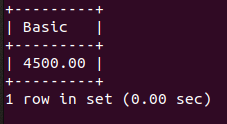 +---------+
| Basic   |
+---------+
| 4500.00 |
+---------+
1 row in set (0.00 sec)